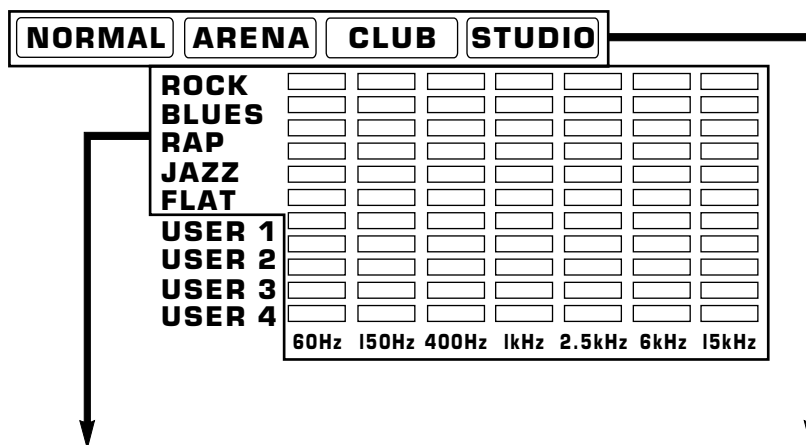 NORMAL ARENA CLUB STUDIO
ROCK
BLUES
RAP
JAZZ
FLAT
USER 1
USER 2
USER 3
USER 4
60Hz 150Hz 400Hz 1kHz 2.5kHz 6kHz 15kHz